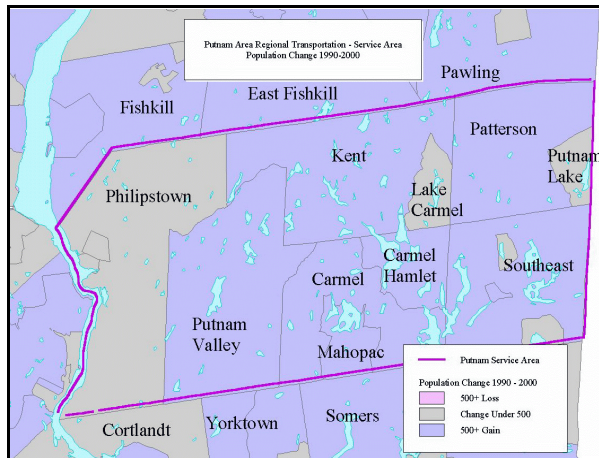 Putnam Area Regional Transportation - Service Area
Population Change 1990-2000
Pawling
East Fishkill
Fishkill
Patterson
Kent
Putnam
Lake
Philipstown
Lake
Carmel
Carmel
Hamlet
Southeast
Carmel
Putnam
Valley
Mahopac
Putnam Service Area
Population Change 1990 - 2000
500+ Loss
Change Under 500
500+ Gain
Somers
Yorktown
Cortlandt